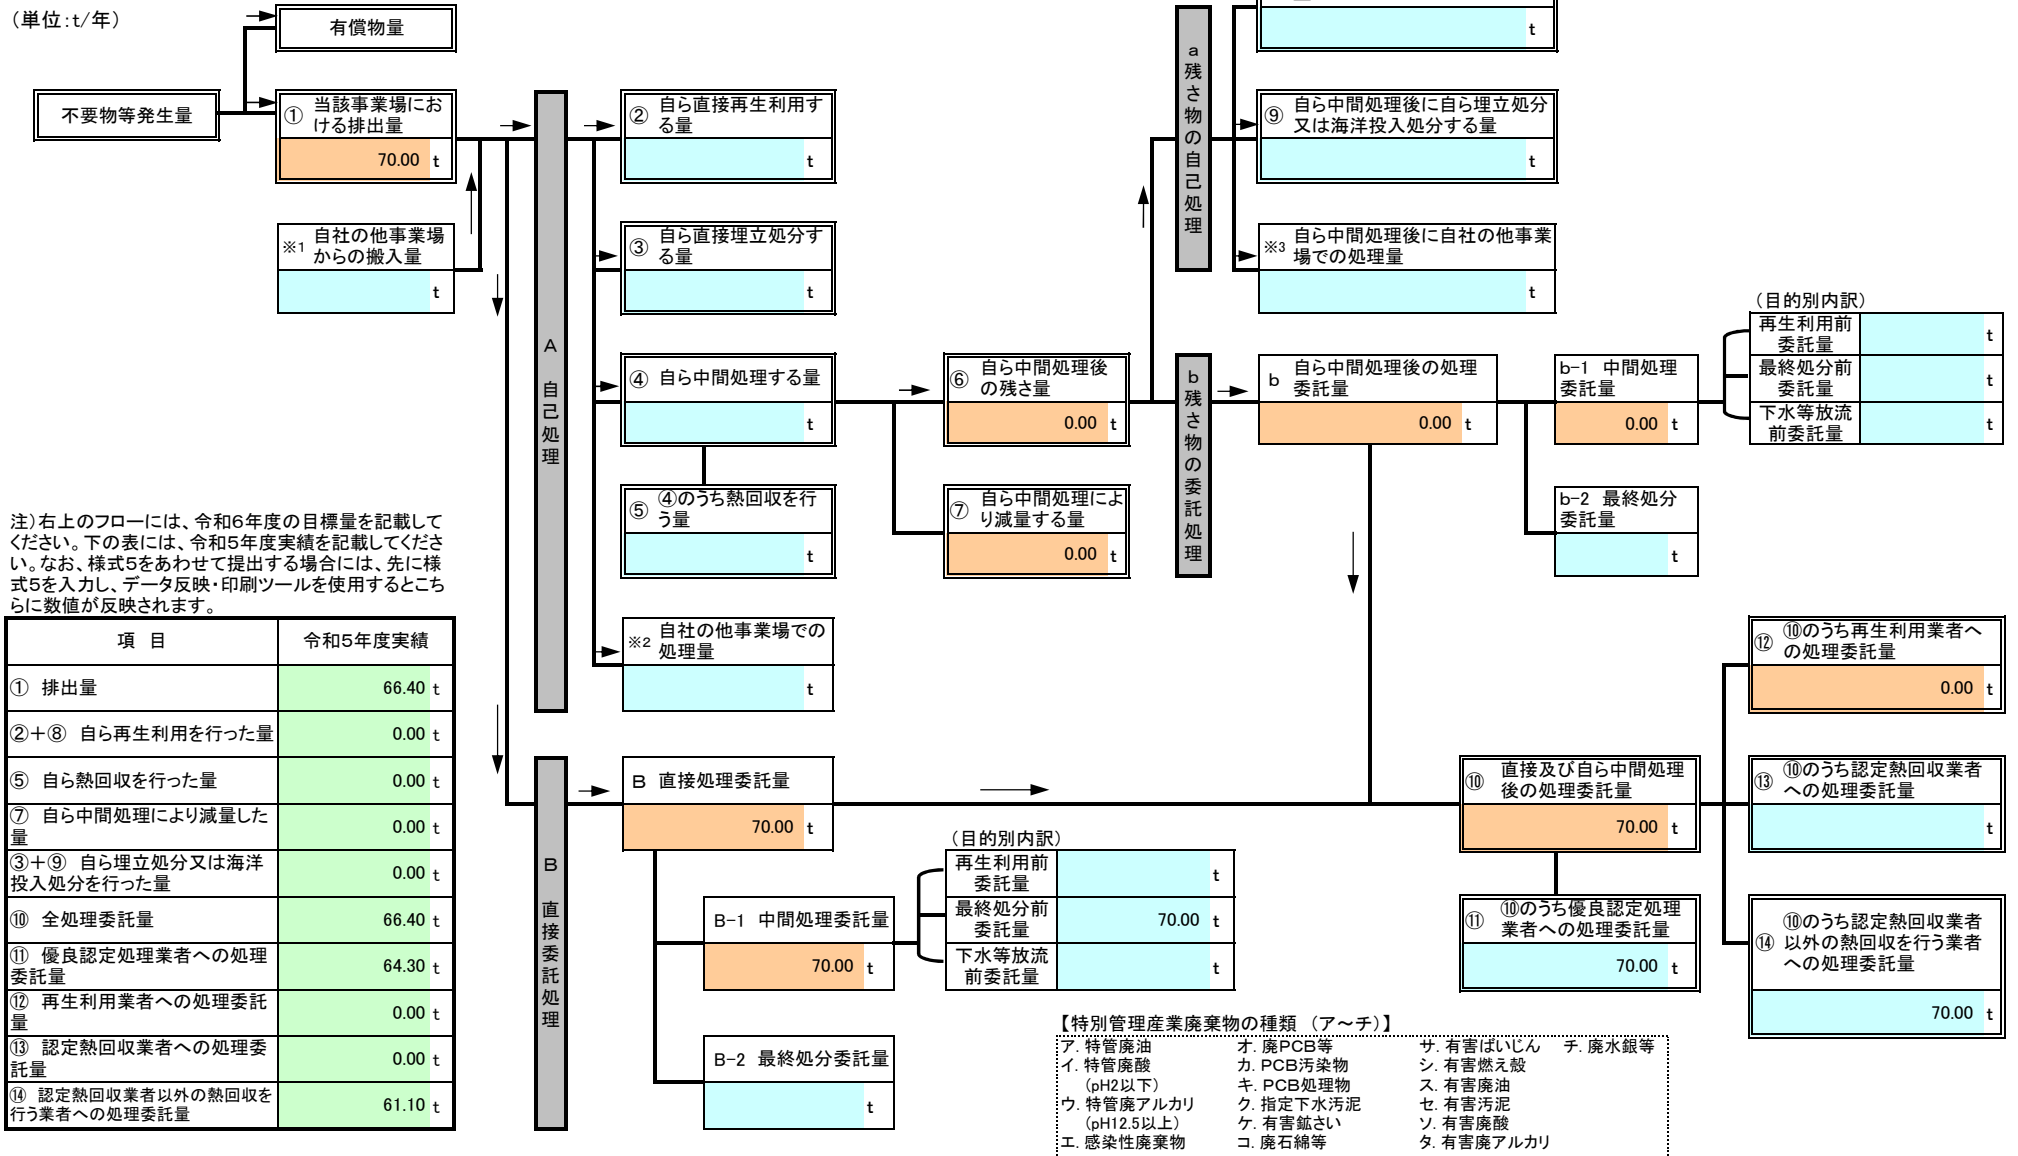 （単位:t/年）
有償物量
不要物等発生量
① 当該事業場にお
ける排出量
70.00 t
※1 自社の他事業場
からの搬入量
t
A 自己処理
② 自ら直接再生利用す
る量
t
③ 自ら直接埋立処分す
る量
t
④ 自ら中間処理する量
t
⑤ ④のうち熱回収を行
う量
t
※2 自社の他事業場での
処理量
t
⑥ 自ら中間処理後
の残さ量
0.00 t
⑦ 自ら中間処理によ
り減量する量
0.00 t
a 残さ物の自己処理
t
⑨ 自ら中間処理後に自ら埋立処分
又は海洋投入処分する量
t
※3 自ら中間処理後に自社の他事業
場での処理量
t
b 残さ物の委託処理
b 自ら中間処理後の処理
委託量
0.00 t
b-1 中間処理
委託量
0.00 t
b-2 最終処分
委託量
t
（目的別内訳）
再生利用前
委託量
t
最終処分前
委託量
t
下水等放流
前委託量
t
注)右上のフローには、令和6年度の目標量を記載して
ください。下の表には、令和5年度実績を記載してくださ
い。なお、様式5をあわせて提出する場合には、先に様
式5を入力し、データ反映・印刷ツールを使用するとこち
らに数値が反映されます。
項 目 令和5年度実績
① 排出量 66.40 t
②＋⑧ 自ら再生利用を行った量 0.00 t
⑤ 自ら熱回収を行った量 0.00 t
⑦ 自ら中間処理により減量した
量 0.00 t
③＋⑨ 自ら埋立処分又は海洋
投入処分を行った量 0.00 t
⑩ 全処理委託量 66.40 t
⑪ 優良認定処理業者への処理
委託量 64.30 t
⑫ 再生利用業者への処理委託
量 0.00 t
⑬ 認定熱回収業者への処理委
託量 0.00 t
⑭ 認定熱回収業者以外の熱回収を
行う業者への処理委託量 61.10 t
B 直接委託処理
B 直接処理委託量
70.00 t
B-1 中間処理委託量
70.00 t
B-2 最終処分委託量
t
（目的別内訳）
再生利用前
委託量
t
最終処分前
委託量
70.00 t
下水等放流
前委託量
t
⑩ 直接及び自ら中間処理
後の処理委託量
70.00 t
⑪ ⑩のうち優良認定処理
業者への処理委託量
70.00 t
⑫ ⑩のうち再生利用業者へ
の処理委託量
0.00 t
⑬ ⑩のうち認定熱回収業者
への処理委託量
t
⑭ ⑩のうち認定熱回収業者
以外の熱回収を行う業者
への処理委託量
70.00 t
【特別管理産業廃棄物の種類 （ア～チ）】
ア. 特管廃油 オ. 廃PCB等 サ. 有害ばいじん チ. 廃水銀等
イ. 特管廃酸 カ. PCB汚染物 シ. 有害燃え殻
（pH2以下） キ. PCB処理物 ス. 有害廃油
ウ. 特管廃アルカリ ク. 指定下水汚泥 セ. 有害汚泥
（pH12.5以上） ケ. 有害鉱さい ソ. 有害廃酸
エ. 感染性廃棄物 コ. 廃石綿等 タ. 有害廃アルカリ